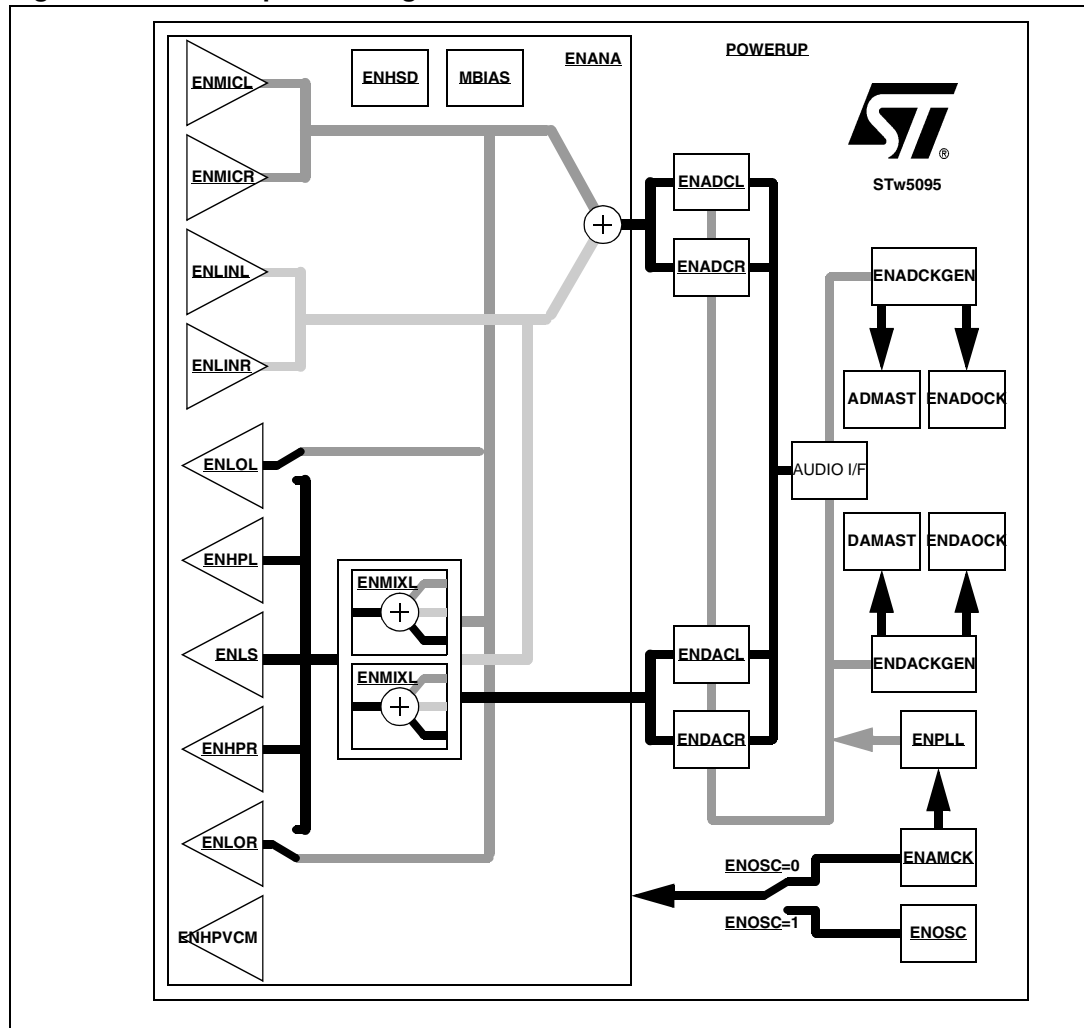 POWERUP
ENANA
ENMICL
ENHSD
MBIAS
ST
®
STw5095
ENMICR
ENADCL
ENLINL
ENADCR
ENADCKGEN
ENLINR
ADMAST
ENADOCK
ENLOL
AUDIO I/F
DAMAST
ENDAOCK
ENHPL
ENMIXL
ENLS
ENDACL
ENDACKGEN
ENMIXL
ENHPR
ENDACR
ENPLL
ENLOR
ENOSC=0
ENAMCK
ENOSC=1
ENOSC
ENHPVCM